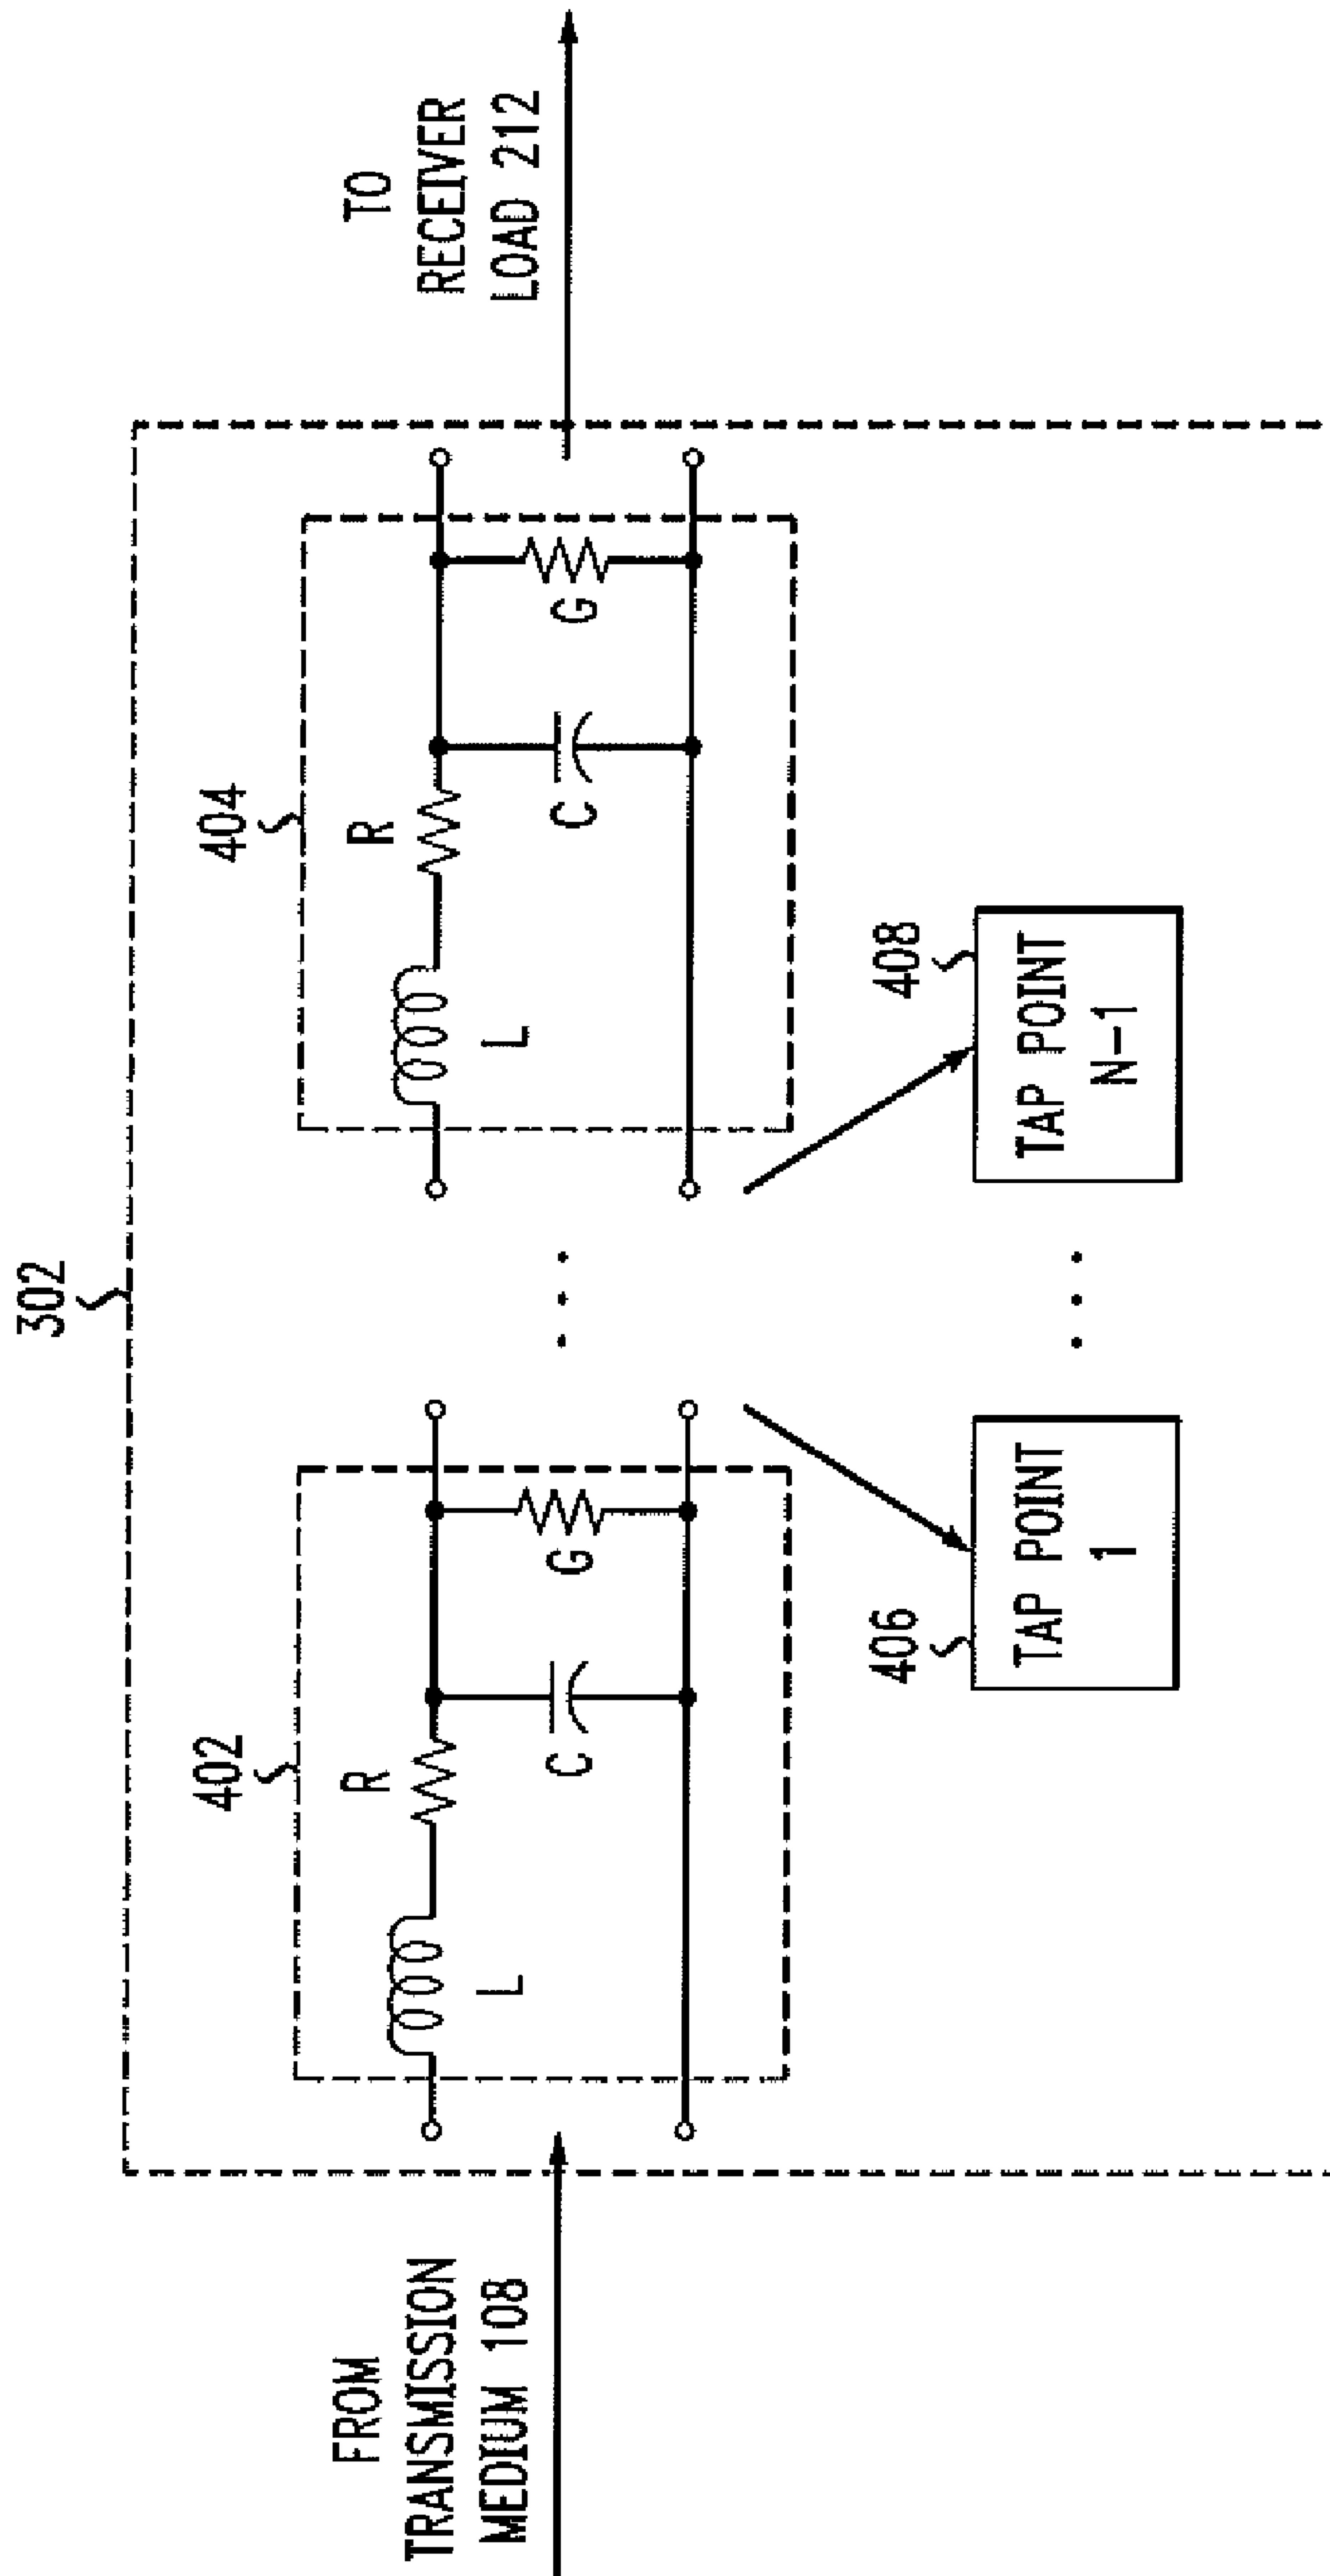 302
FROM
TRANSMISSION
MEDIUM 108
402
L
R
C
G
404
L
R
C
G
TO
RECEIVER
LOAD 212
406
TAP POINT
1
408
TAP POINT
N-1